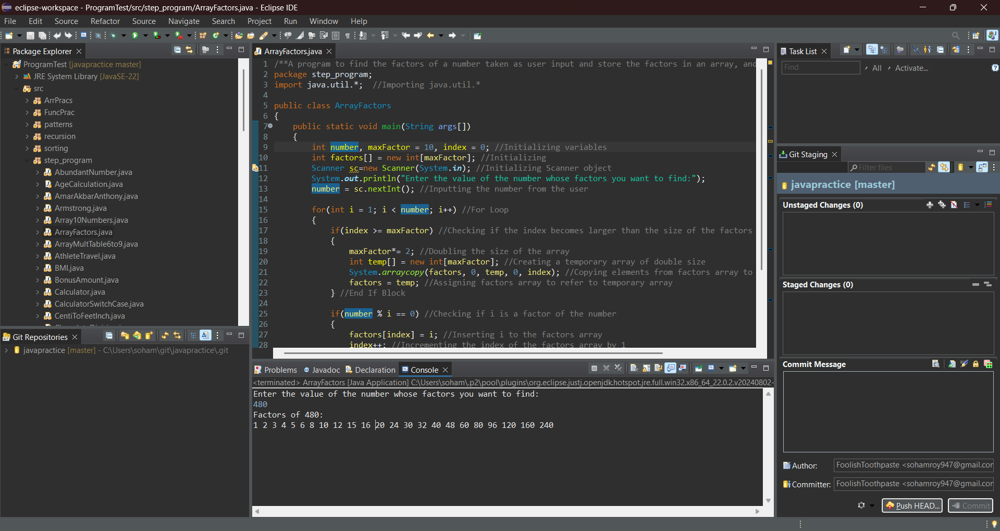 eclipse-workspace - ProgramTest/src/step_program/ArrayFactors.java - Eclipse IDE
File Edit Source Refactor Source Navigate Search Project Run Window Help
Package Explorer
ProgramTest [javapractice master]
JRE System Library [JavaSE-22]
src
ArrPracs
FuncPrac
patterns
recursion
sorting
step_program
AbundantNumber.java
AgeCalculation.java
AmarAkbarAnthony.java
Armstrong.java
Array10Numbers.java
ArrayFactors.java
ArrayMultTable6to9.java
AthleteTravel.java
BMI.java
BonusAmount.java
Calculator.java
CalculatorSwitchCase.java
CentiToFeetInch.java
Git Repositories
javapractice [master] - C:\Users\soham\git\javapractice\.git
ArrayFactors.java
1 /**A program to find the factors of a number taken as user input and store the factors in an array, and
2 package step_program;
3 import java.util.*; //Importing java.util.*
4
5 public class ArrayFactors
6 {
7 public static void main(String args[])
8 {
9 int number, maxFactor = 10, index = 0; //Initializing variables
10 int factors[] = new int[maxFactor]; //Initializing
11 Scanner sc=new Scanner(System.in); //Initializing Scanner object
12 System.out.println("Enter the value of the number whose factors you want to find:");
13 number = sc.nextInt(); //Inputting the number from the user
14
15 for(int i = 1; i < number; i++) //For Loop
16 {
17 if(index >= maxFactor) //Checking if the index becomes larger than the size of the factors
18 {
19 maxFactor*= 2; //Doubling the size of the array
20 int temp[] = new int[maxFactor]; //Creating a temporary array of double size
21 System.arraycopy(factors, 0, temp, 0, index); //Copying elements from factors array to
22 factors = temp; //Assigning factors array to refer to temporary array
23 } //End If Block
24
25 if(number % i == 0) //Checking if i is a factor of the number
26 {
27 factors[index] = i; //Inserting i to the factors array
28 index++; //Incrementing the index of the factors array by 1
Problems Javadoc Declaration Console
<terminated> ArrayFactors [Java Application] C:\Users\soham\.p2\pool\plugins\org.eclipse.justj.openjdk.hotspot.jre.full.win32.x86_64_22.0.2.v20240802-
Enter the value of the number whose factors you want to find:
480
Factors of 480:
1 2 3 4 5 6 8 10 12 15 16 20 24 30 32 40 48 60 80 96 120 160 240
Task List
Find All Activate...
Git Staging
Filter files
javapractice [master]
Unstaged Changes (0)
Staged Changes (0)
Commit Message
Author: FoolishToothpaste <sohamroy947@gmail.com
Committer: FoolishToothpaste <sohamroy947@gmail.com
Push HEAD... Commit